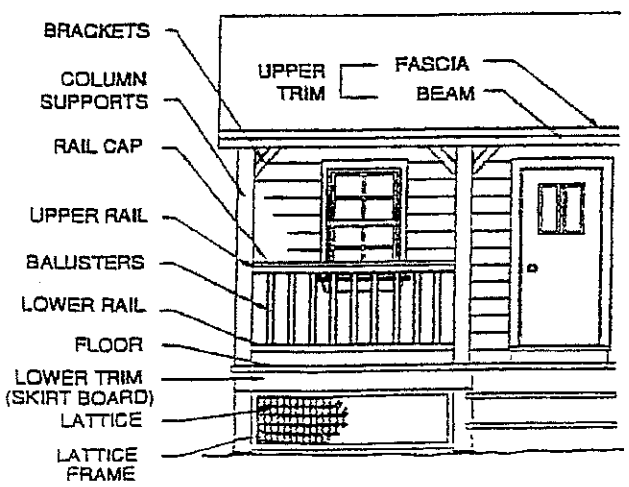 BRACKETS
COLUMN
SUPPORTS
RAIL CAP
UPPER RAIL
BALUSTERS
LOWER RAIL
FLOOR
LOWER TRIM
(SKIRT BOARD)
LATTICE
LATTICE
FRAME
UPPER
TRIM
FASCIA
BEAM